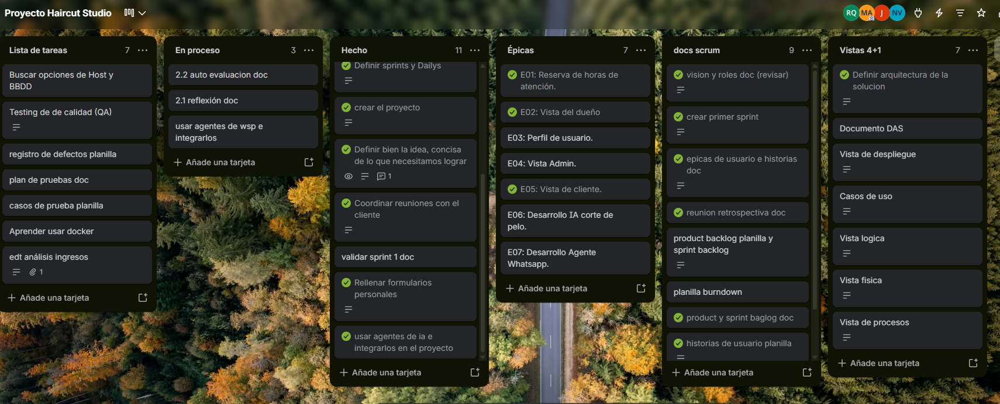 Proyecto Haircut Studio
RQ MA J NV
Lista de tareas 7
Buscar opciones de Host y
BBDD
Testing de de calidad (QA)
registro de defectos planilla
plan de pruebas doc
casos de prueba planilla
Aprender usar docker
edt análisis ingresos
1
Añade una tarjeta
En proceso 3
2.2 auto evaluacion doc
2.1 reflexión doc
usar agentes de wsp e
integrarlos
Añade una tarjeta
Hecho 11
Definir sprints y Dailys
crear el proyecto
Definir bien la idea, concisa
de lo que necesitamos lograr
1
Coordinar reuniones con el
cliente
validar sprint 1 doc
Rellenar formularios
personales
usar agentes de ia e
integrarlos en el proyecto
Añade una tarjeta
Épicas 7
E01: Reserva de horas de
atención.
E02: Vista del dueño
E03: Perfil de usuario.
E04: Vista Admin.
E05: Vista de cliente.
E06: Desarrollo IA corte de
pelo.
E07: Desarrollo Agente
Whatsapp.
Añade una tarjeta
docs scrum 9
vision y roles doc (revisar)
crear primer sprint
epicas de usuario e historias
doc
reunion retrospectiva doc
product backlog planilla y
sprint backlog
planilla burndown
product y sprint baglog doc
historias de usuario planilla
Añade una tarjeta
Vistas 4+1 7
Definir arquitectura de la
solucion
Documento DAS
Vista de despliegue
Casos de uso
Vista logica
Vista fisica
Vista de procesos
Añade una tarjeta